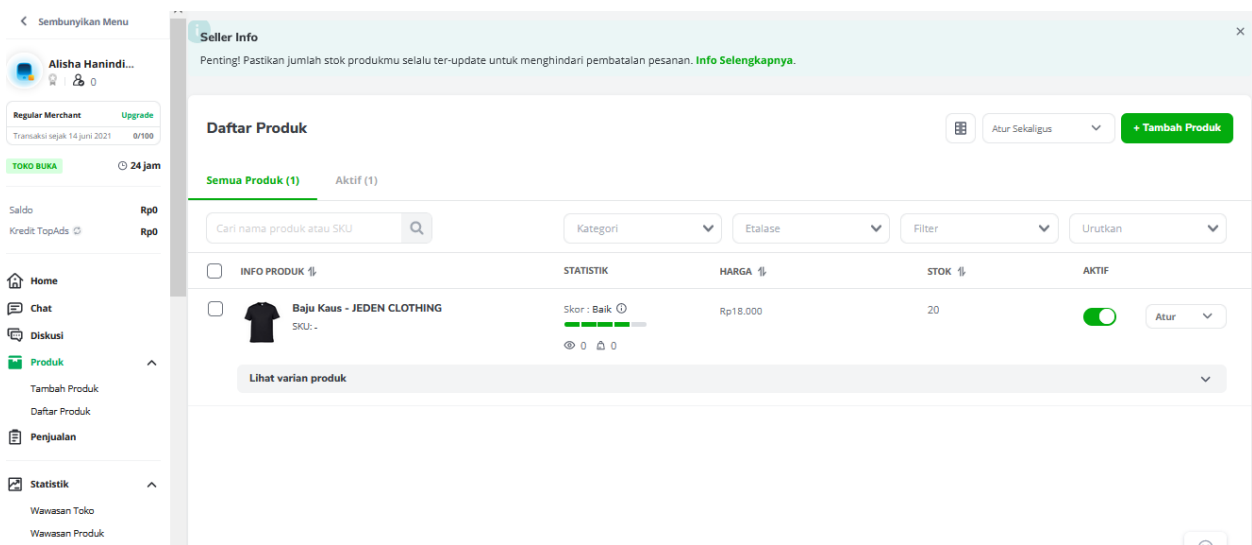 Sembunyikan Menu
Alisha Hanindi...
0
Regular Merchant Upgrade
Transaksi sejak 14 juni 2021 0/100
TOKO BUKA 24 jam
Saldo Rp0
Kredit TopAds Rp0
Home
Chat
Diskusi
Produk
Tambah Produk
Daftar Produk
Penjualan
Statistik
Wawasan Toko
Wawasan Produk
Seller Info
Penting! Pastikan jumlah stok produkmu selalu ter-update untuk menghindari pembatalan pesanan. Info Selengkapnya.
Daftar Produk
Atur Sekaligus
+ Tambah Produk
Semua Produk (1) Aktif (1)
Cari nama produk atau SKU
Kategori
Etalase
Filter
Urutkan
INFO PRODUK STATISTIK HARGA STOK AKTIF
Baju Kaus - JEDEN CLOTHING
SKU: -
Skor : Baik
0 0
Rp18.000
20
Atur
Lihat varian produk